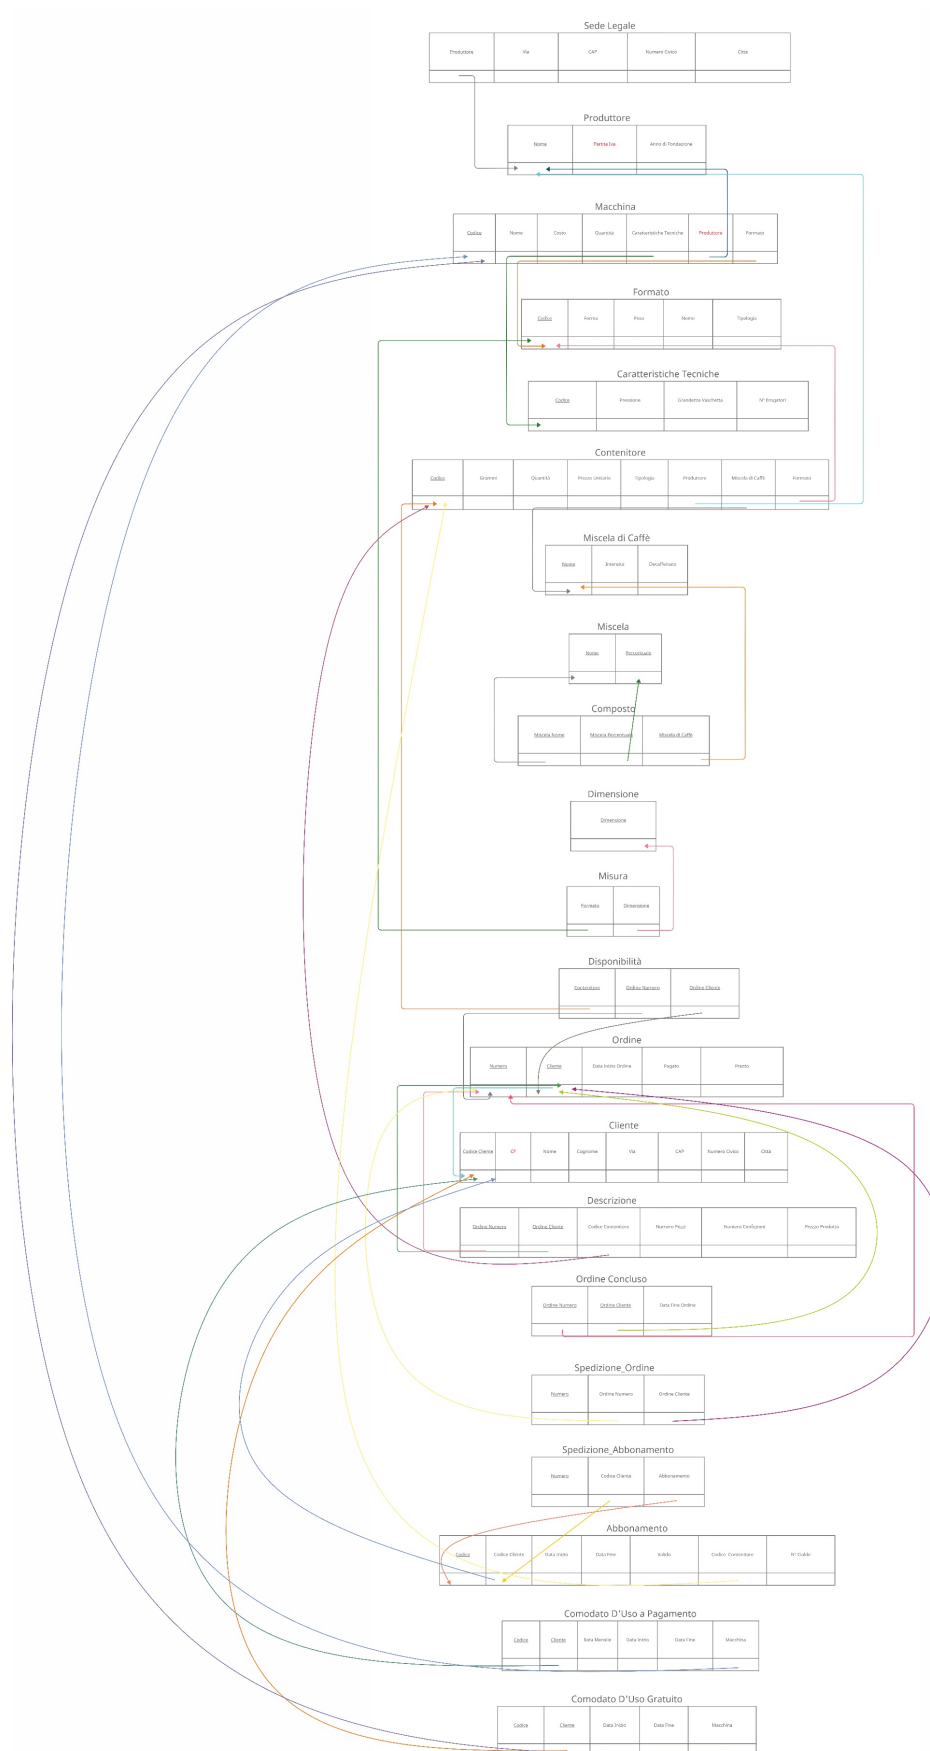 Sede Legale
Produttore Via CAP Numero Civico Città
Produttore
Nome Partita Iva Anno di Fondazione
Macchina
Codice Nome Costo Quantità Caratteristiche Tecniche Produttore Formato
Formato
Codice Forma Peso Nome Tipologia
Caratteristiche Tecniche
Codice Pressione Grandezza Vaschetta N° Erogatori
Contenitore
Codice Grammi Quantità Prezzo Unitario Tipologia Produttore Miscela di Caffè Formato
Miscela di Caffè
Nome Intensità Decaffeinato
Miscela
Nome Percentuale
Composto
Miscela Nome Miscela Percentuale Miscela di Caffè
Dimensione
Dimensione
Misura
Formato Dimensione
Disponibilità
Contenitore Ordine Numero Ordine Cliente
Ordine
Numero Cliente Data Inizio Ordine Pagato Prezzo
Cliente
Codice Cliente CF Nome Cognome Via CAP Numero Civico Città
Descrizione
Ordine Numero Ordine Cliente Codice Contenitore Numero Pezzi Numero Confezioni Prezzo Prodotto
Ordine Concluso
Ordine Numero Ordine Cliente Data Fine Ordine
Spedizione_Ordine
Numero Ordine Numero Ordine Cliente
Spedizione_Abbonamento
Numero Codice Cliente Abbonamento
Abbonamento
Codice Codice Cliente Data Inizio Data Fine Valido Codice Contenitore N° Cialde
Comodato D'Uso a Pagamento
Codice Cliente Rata Mensile Data Inizio Data Fine Macchina
Comodato D'Uso Gratuito
Codice Cliente Data Inizio Data Fine Macchina